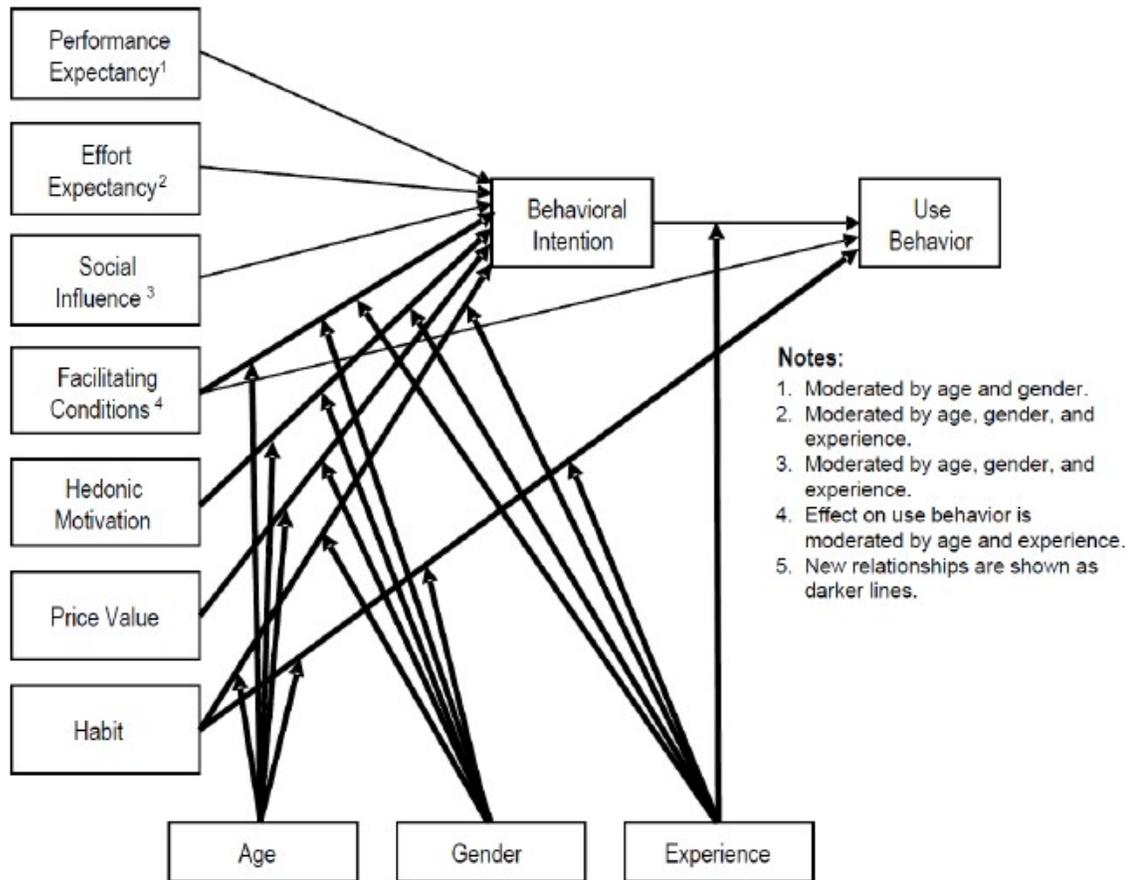 Performance
Expectancy¹
Effort
Expectancy²
Social
Influence ³
Facilitating
Conditions ⁴
Hedonic
Motivation
Price Value
Habit
Behavioral
Intention
Use
Behavior
Notes:
1. Moderated by age and gender.
2. Moderated by age, gender, and
experience.
3. Moderated by age, gender, and
experience.
4. Effect on use behavior is
moderated by age and experience.
5. New relationships are shown as
darker lines.
Age
Gender
Experience